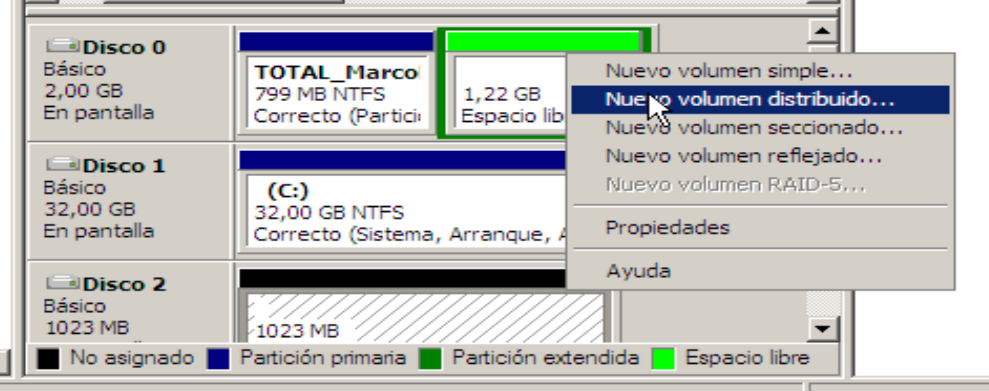 Disco 0
Básico
2,00 GB
En pantalla
TOTAL_Marco
799 MB NTFS
Correcto (Partici
1,22 GB
Espacio lib
Nuevo volumen simple...
Nuevo volumen distribuido...
Nuevo volumen seccionado...
Nuevo volumen reflejado...
Nuevo volumen RAID-5...
Propiedades
Ayuda
Disco 1
Básico
32,00 GB
En pantalla
(C:)
32,00 GB NTFS
Correcto (Sistema, Arranque, A
Disco 2
Básico
1023 MB
1023 MB
No asignado Partición primaria Partición extendida Espacio libre